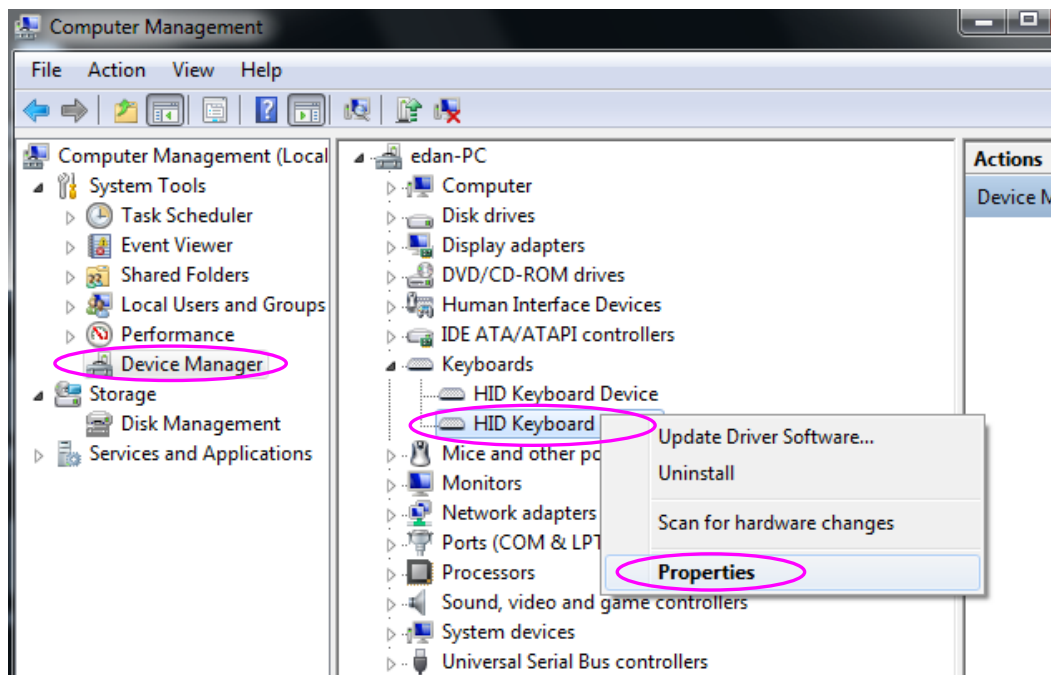 Computer Management
File Action View Help
Computer Management (Local
System Tools
Task Scheduler
Event Viewer
Shared Folders
Local Users and Groups
Performance
Device Manager
Storage
Disk Management
Services and Applications
edan-PC
Computer
Disk drives
Display adapters
DVD/CD-ROM drives
Human Interface Devices
IDE ATA/ATAPI controllers
Keyboards
HID Keyboard Device
HID Keyboard
Mice and other po
Monitors
Network adapters
Ports (COM & LPT
Processors
Sound, video and game controllers
System devices
Universal Serial Bus controllers
Update Driver Software...
Uninstall
Scan for hardware changes
Properties
Actions
Device M